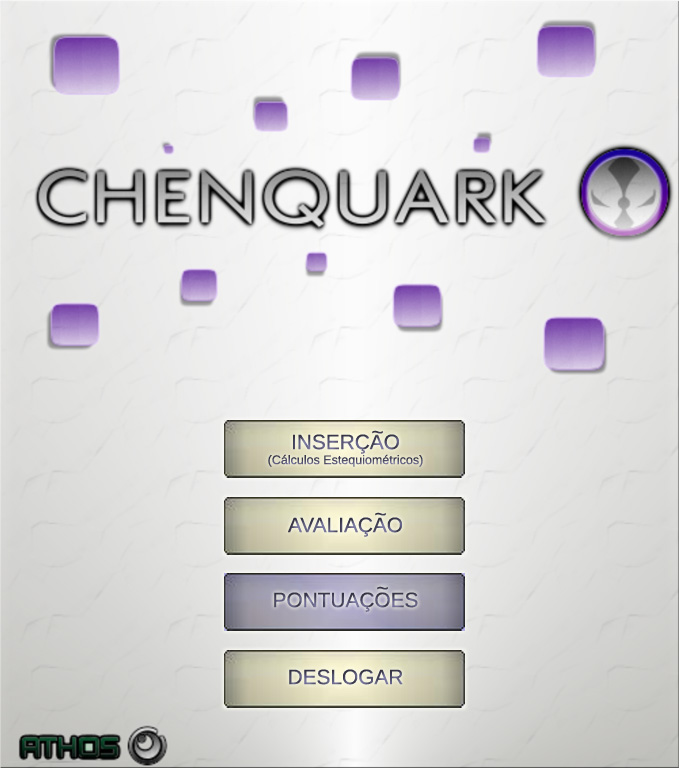 CHENQUARK
INSERÇÃO
(Cálculos Estequiométricos)
AVALIAÇÃO
PONTUAÇÕES
DESLOGAR
ATHOS